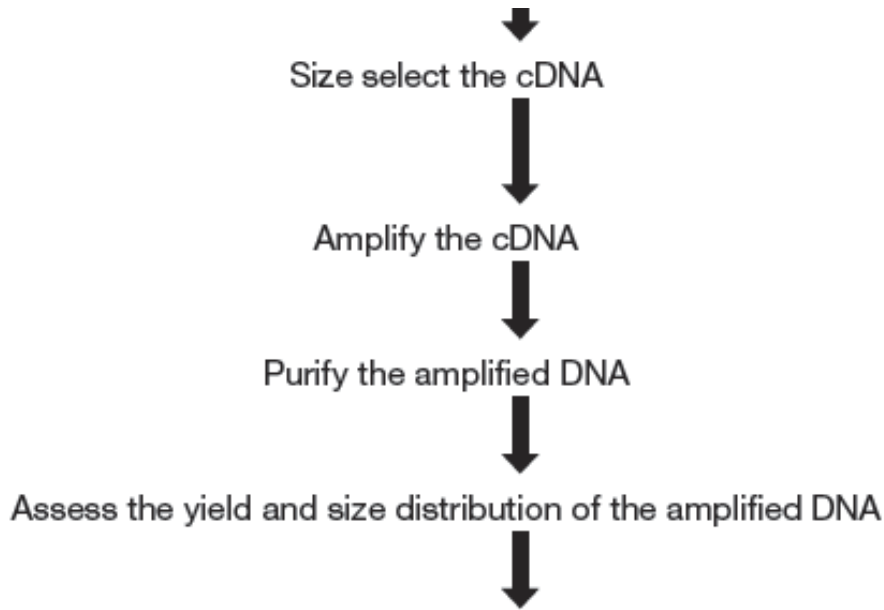 Size select the cDNA
Amplify the cDNA
Purify the amplified DNA
Assess the yield and size distribution of the amplified DNA